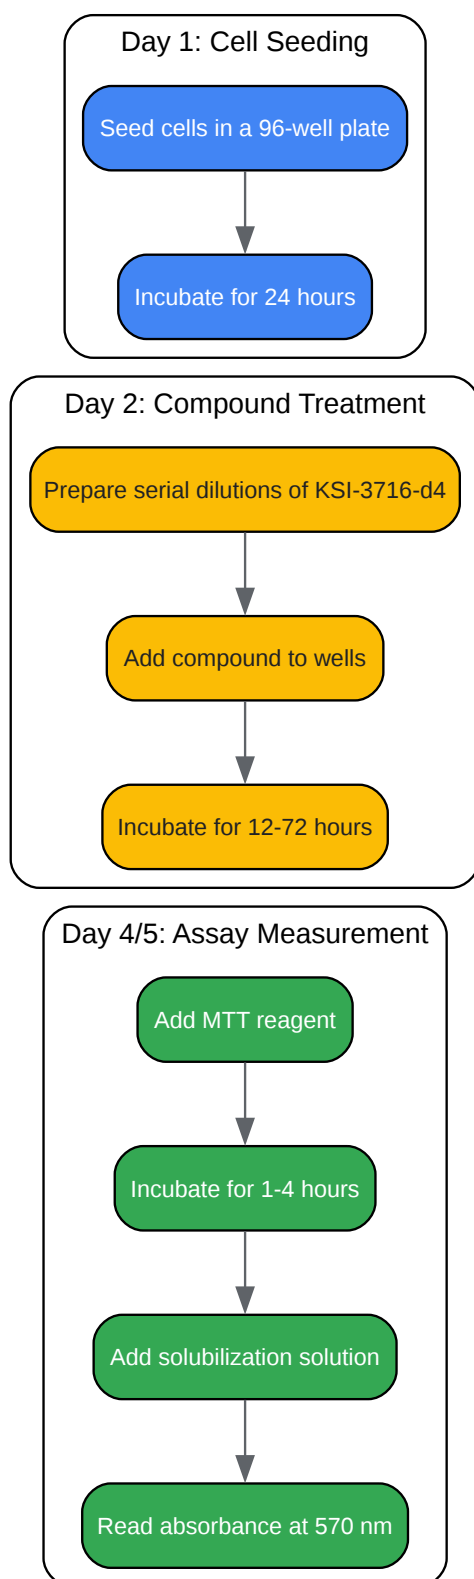 Day 1: Cell Seeding
Seed cells in a 96-well plate
Incubate for 24 hours
Day 2: Compound Treatment
Prepare serial dilutions of KSI-3716-d4
Add compound to wells
Incubate for 12-72 hours
Day 4/5: Assay Measurement
Add MTT reagent
Incubate for 1-4 hours
Add solubilization solution
Read absorbance at 570 nm